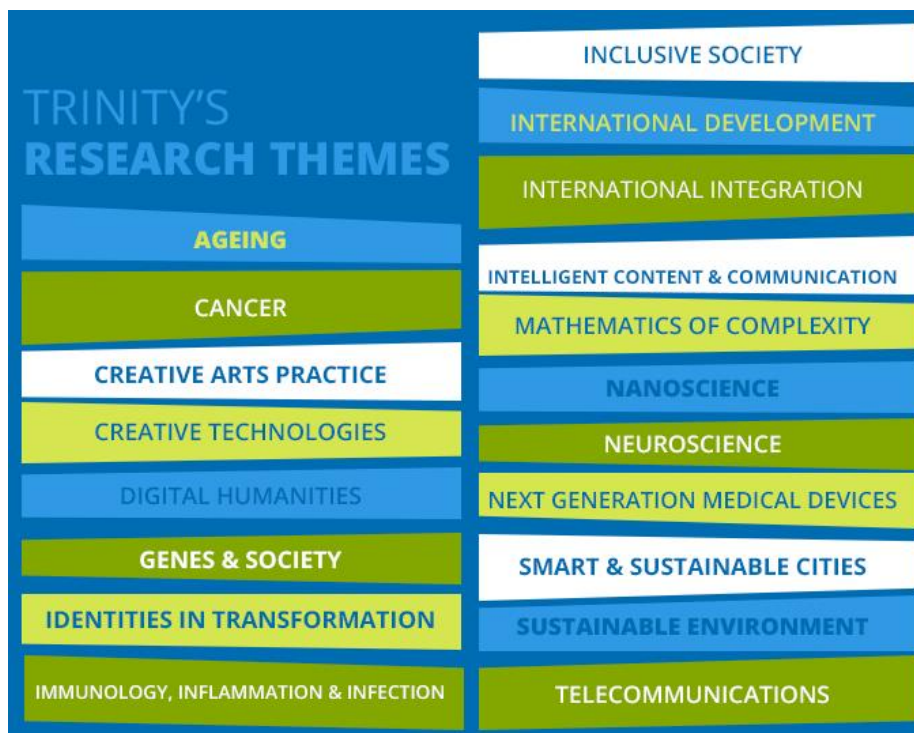 TRINITY'S
RESEARCH THEMES
AGEING
CANCER
CREATIVE ARTS PRACTICE
CREATIVE TECHNOLOGIES
DIGITAL HUMANITIES
GENES & SOCIETY
IDENTITIES IN TRANSFORMATION
IMMUNOLOGY, INFLAMMATION & INFECTION
INCLUSIVE SOCIETY
INTERNATIONAL DEVELOPMENT
INTERNATIONAL INTEGRATION
INTELLIGENT CONTENT & COMMUNICATION
MATHEMATICS OF COMPLEXITY
NANOSCIENCE
NEUROSCIENCE
NEXT GENERATION MEDICAL DEVICES
SMART & SUSTAINABLE CITIES
SUSTAINABLE ENVIRONMENT
TELECOMMUNICATIONS